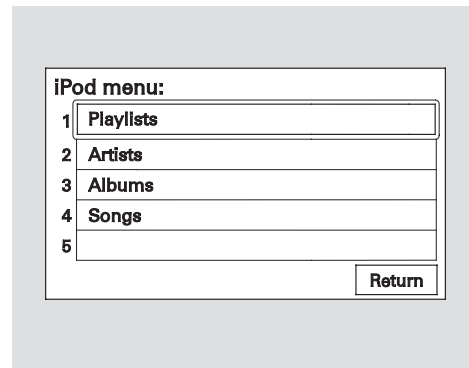 iPod menu:
1 Playlists
2 Artists
3 Albums
4 Songs
5
Return